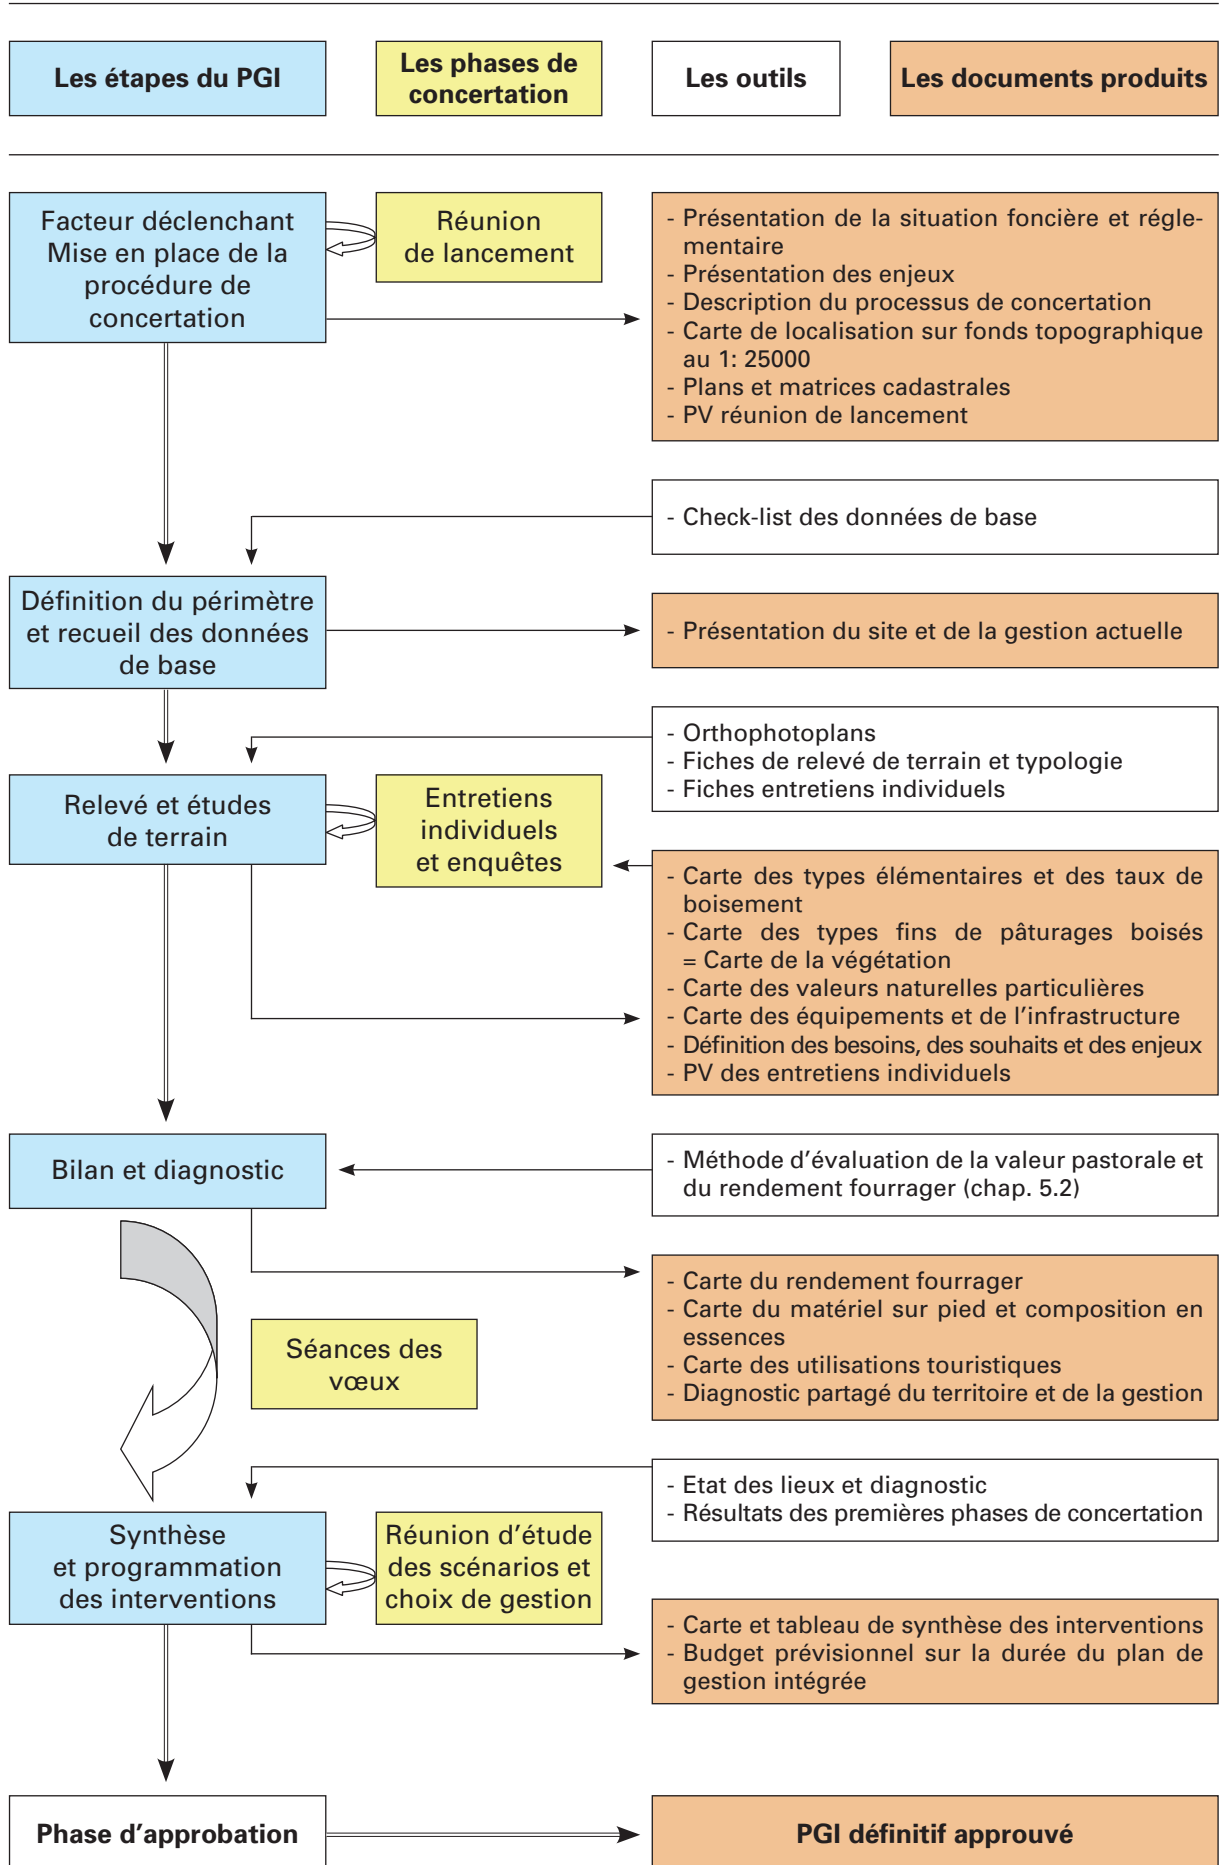 Les étapes du PGI
Les phases de
concertation
Les outils
Les documents produits
Facteur déclenchant
Mise en place de la
procédure de
concertation
Réunion
de lancement
- Présentation de la situation foncière et régle-
mentaire
- Présentation des enjeux
- Description du processus de concertation
- Carte de localisation sur fonds topographique
au 1: 25000
- Plans et matrices cadastrales
- PV réunion de lancement
- Check-list des données de base
Définition du périmètre
et recueil des données
de base
- Présentation du site et de la gestion actuelle
- Orthophotoplans
- Fiches de relevé de terrain et typologie
- Fiches entretiens individuels
Relevé et études
de terrain
Entretiens
individuels
et enquêtes
- Carte des types élémentaires et des taux de
boisement
- Carte des types fins de pâturages boisés
= Carte de la végétation
- Carte des valeurs naturelles particulières
- Carte des équipements et de l'infrastructure
- Définition des besoins, des souhaits et des enjeux
- PV des entretiens individuels
Bilan et diagnostic
- Méthode d'évaluation de la valeur pastorale et
du rendement fourrager (chap. 5.2)
- Carte du rendement fourrager
- Carte du matériel sur pied et composition en
essences
- Carte des utilisations touristiques
- Diagnostic partagé du territoire et de la gestion
Séances des
vœux
- Etat des lieux et diagnostic
- Résultats des premières phases de concertation
Synthèse
et programmation
des interventions
Réunion d'étude
des scénarios et
choix de gestion
- Carte et tableau de synthèse des interventions
- Budget prévisionnel sur la durée du plan de
gestion intégrée
Phase d'approbation
PGI définitif approuvé